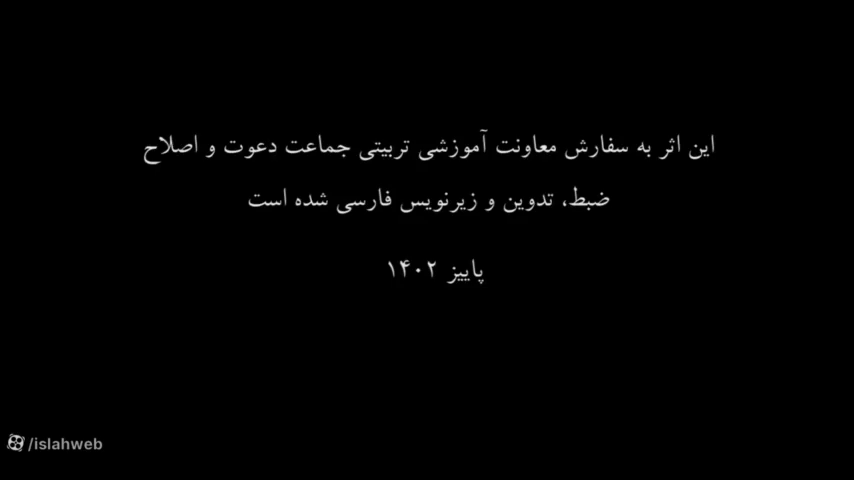 این اثر به سفارش معاونت آموزشی تربیتی جماعت دعوت و اصلاح
ضبط، تدوین و زیرنویس فارسی شده است
پاییز ۱۴۰۲
/islahweb